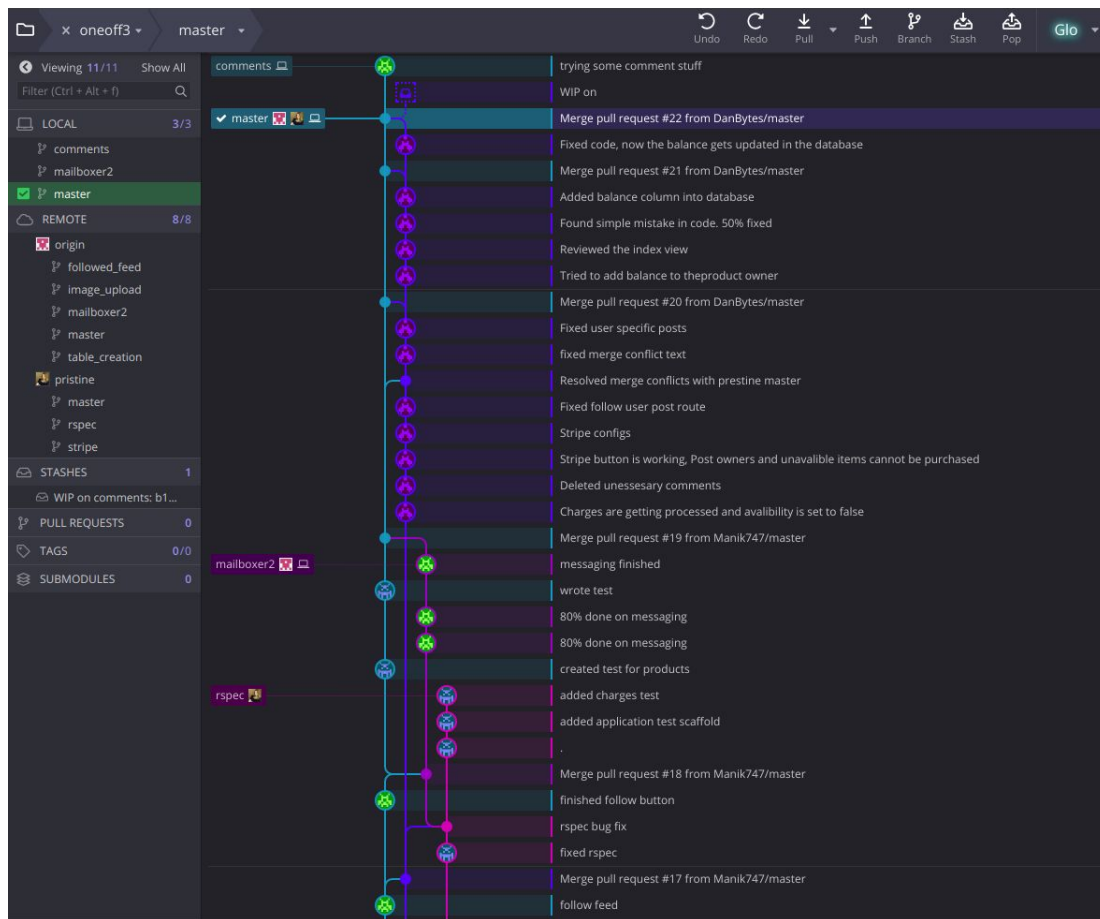 × oneoff3
master
Undo
Redo
Pull
Push
Branch
Stash
Pop
Glo
Viewing 11/11 Show All
Filter (Ctrl + Alt + f)
LOCAL 3/3
comments
mailboxer2
master
REMOTE 8/8
origin
followed_feed
image_upload
mailboxer2
master
table_creation
pristine
master
rspec
stripe
STASHES 1
WIP on comments: b1...
PULL REQUESTS 0
TAGS 0/0
SUBMODULES 0
comments trying some comment stuff
WIP on
master Merge pull request #22 from DanBytes/master
Fixed code, now the balance gets updated in the database
Merge pull request #21 from DanBytes/master
Added balance column into database
Found simple mistake in code. 50% fixed
Reviewed the index view
Tried to add balance to theproduct owner
Merge pull request #20 from DanBytes/master
Fixed user specific posts
fixed merge conflict text
Resolved merge conflicts with prestine master
Fixed follow user post route
Stripe configs
Stripe button is working, Post owners and unavalible items cannot be purchased
Deleted unessesary comments
Charges are getting processed and avalibility is set to false
Merge pull request #19 from Manik747/master
mailboxer2 messaging finished
wrote test
80% done on messaging
80% done on messaging
created test for products
rspec added charges test
added application test scaffold
.
Merge pull request #18 from Manik747/master
finished follow button
rspec bug fix
fixed rspec
Merge pull request #17 from Manik747/master
follow feed